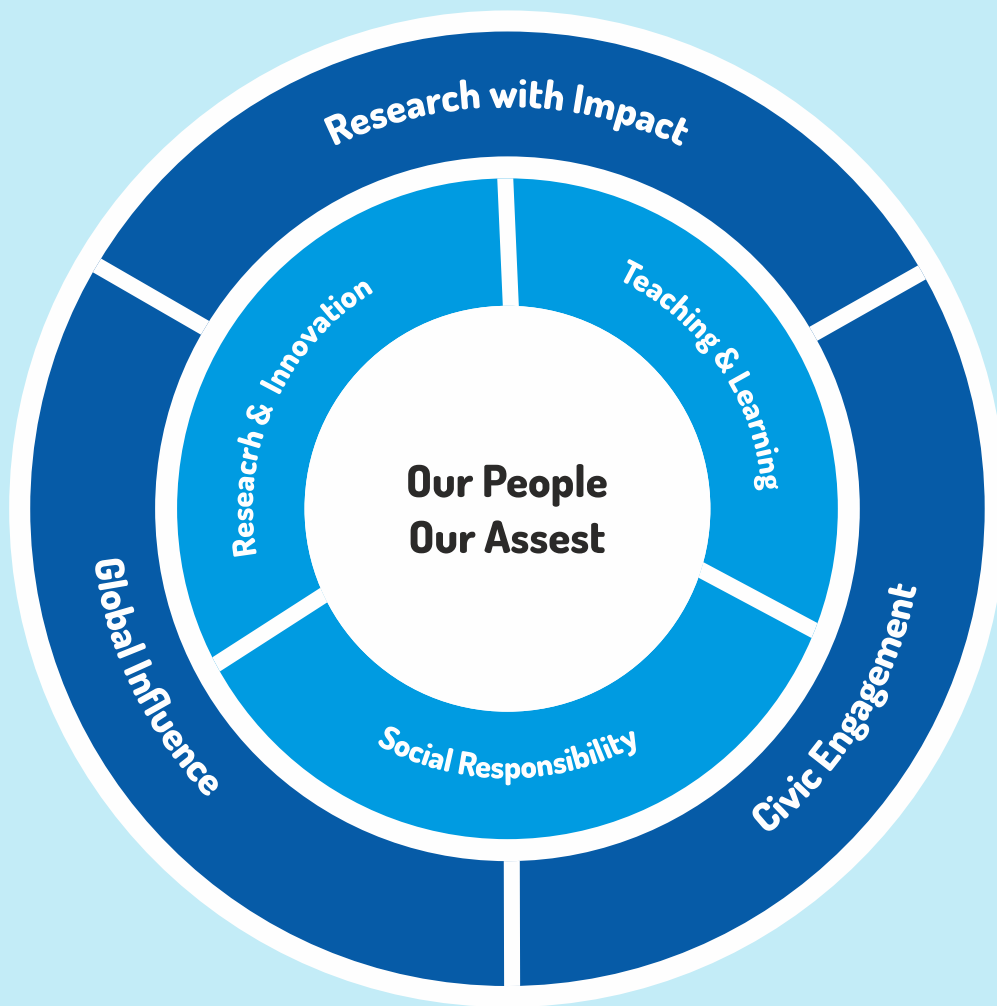 Research with Impact
Teaching & Learning
Reseacrh & Innovation
Our People
Our Assest
Global Influence
Civic Engagement
Social Responsibility